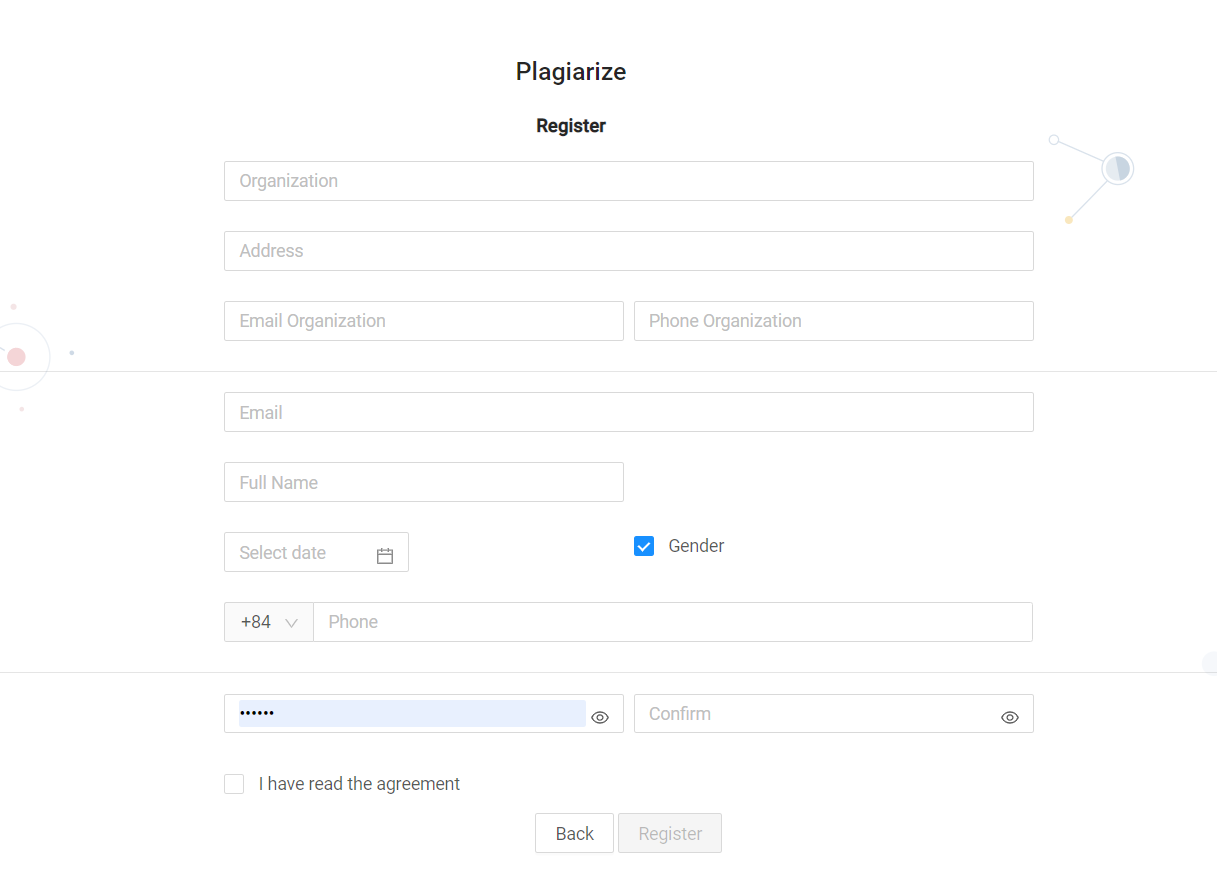 Plagiarize
Register
Organization
Address
Email Organization
Phone Organization
Email
Full Name
Select date
Gender
+84
Phone
••••••
Confirm
I have read the agreement
Back
Register